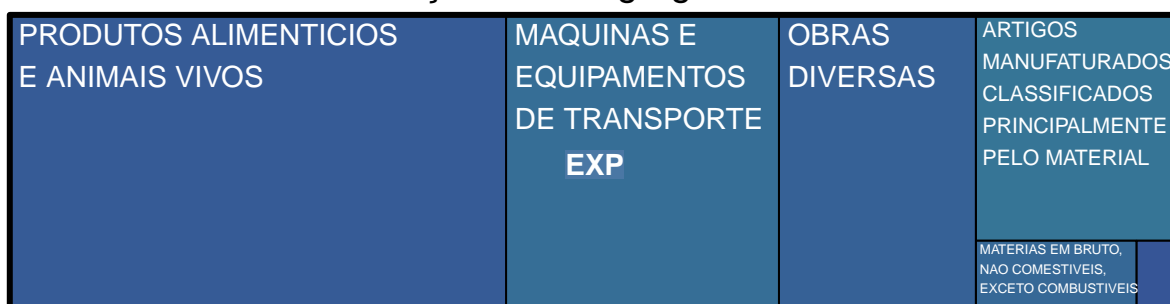 PRODUTOS ALIMENTICIOS
E ANIMAIS VIVOS
MAQUINAS E
EQUIPAMENTOS
DE TRANSPORTE
EXP
OBRAS
DIVERSAS
ARTIGOS
MANUFATURADOS
CLASSIFICADOS
PRINCIPALMENTE
PELO MATERIAL
MATERIAS EM BRUTO,
NAO COMESTIVEIS,
EXCETO COMBUSTIVEIS